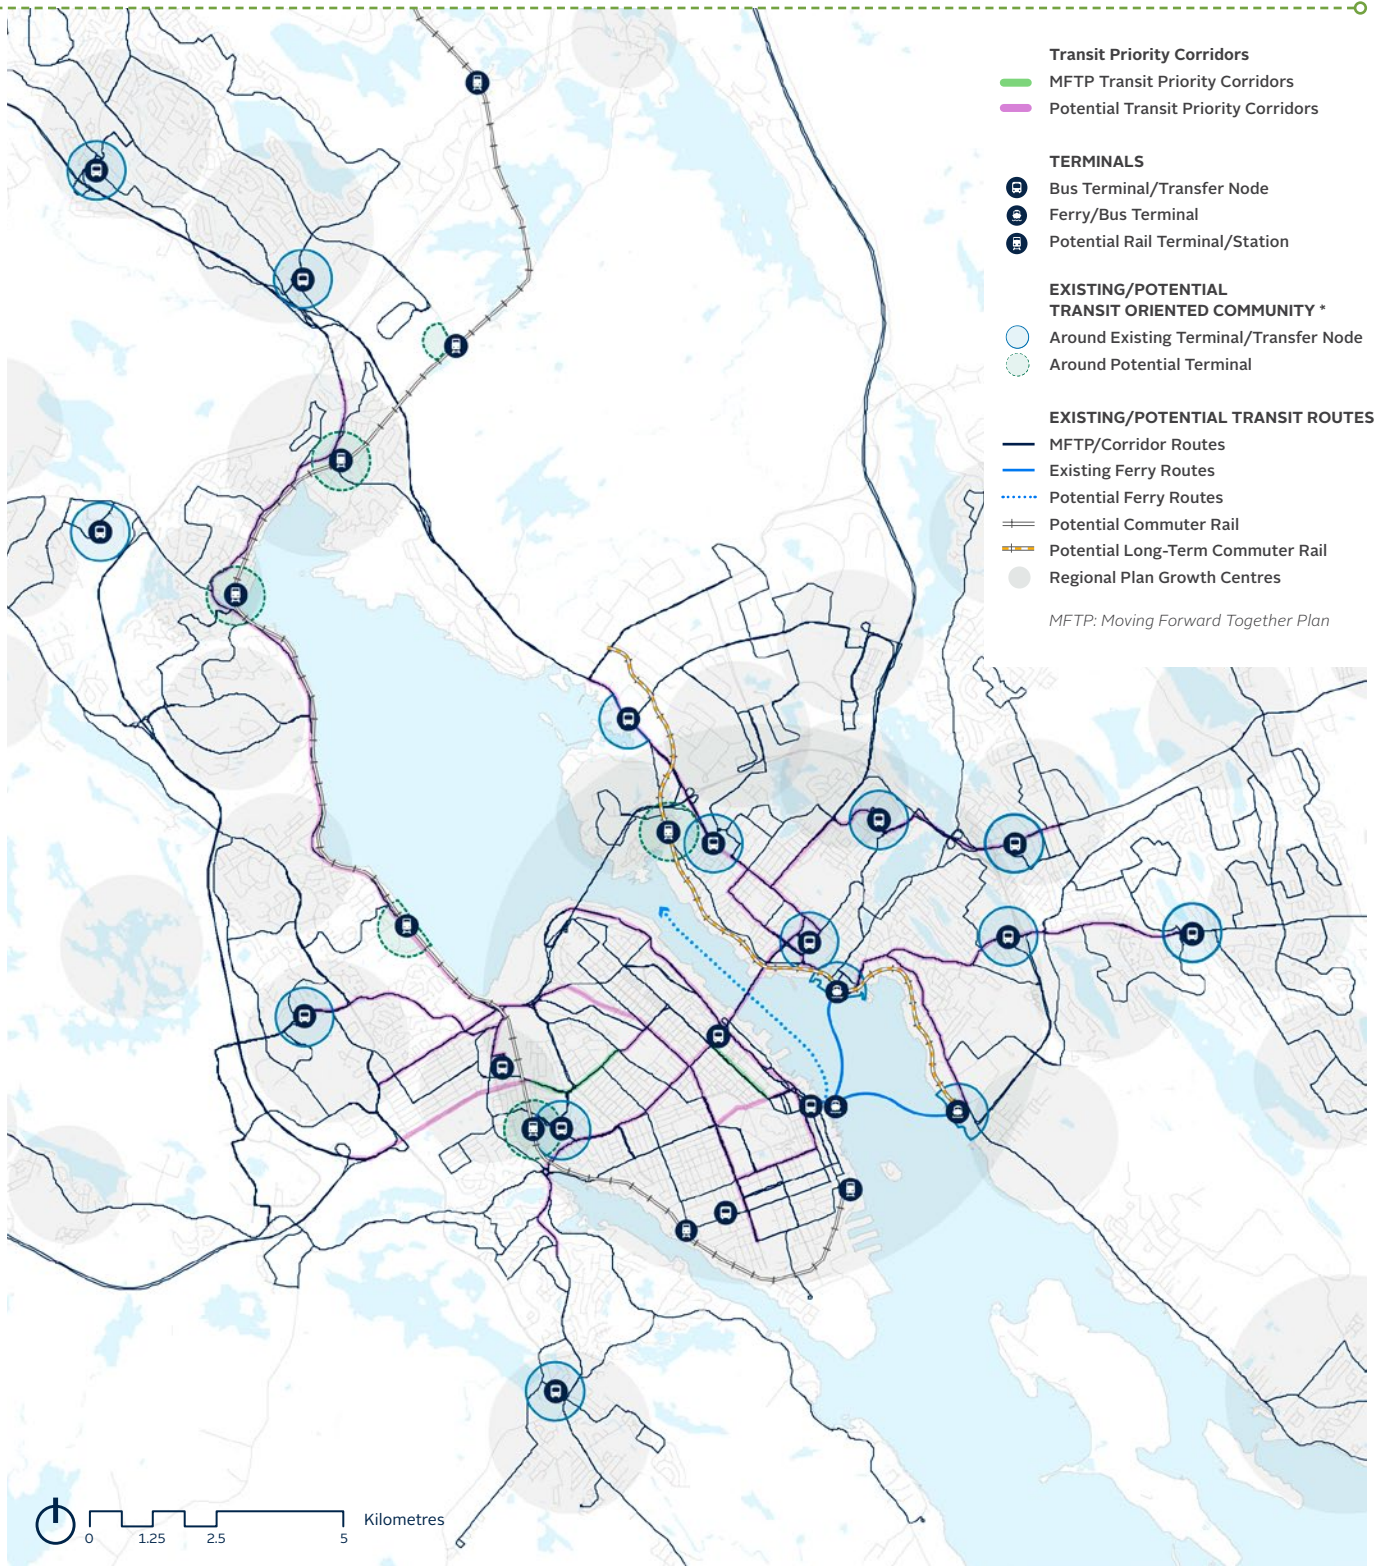 Transit Priority Corridors
MFTP Transit Priority Corridors
Potential Transit Priority Corridors
TERMINALS
Bus Terminal/Transfer Node
Ferry/Bus Terminal
Potential Rail Terminal/Station
EXISTING/POTENTIAL
TRANSIT ORIENTED COMMUNITY *
Around Existing Terminal/Transfer Node
Around Potential Terminal
EXISTING/POTENTIAL TRANSIT ROUTES
MFTP/Corridor Routes
Existing Ferry Routes
Potential Ferry Routes
Potential Commuter Rail
Potential Long-Term Commuter Rail
Regional Plan Growth Centres
MFTP: Moving Forward Together Plan
Kilometres
0 1.25 2.5 5